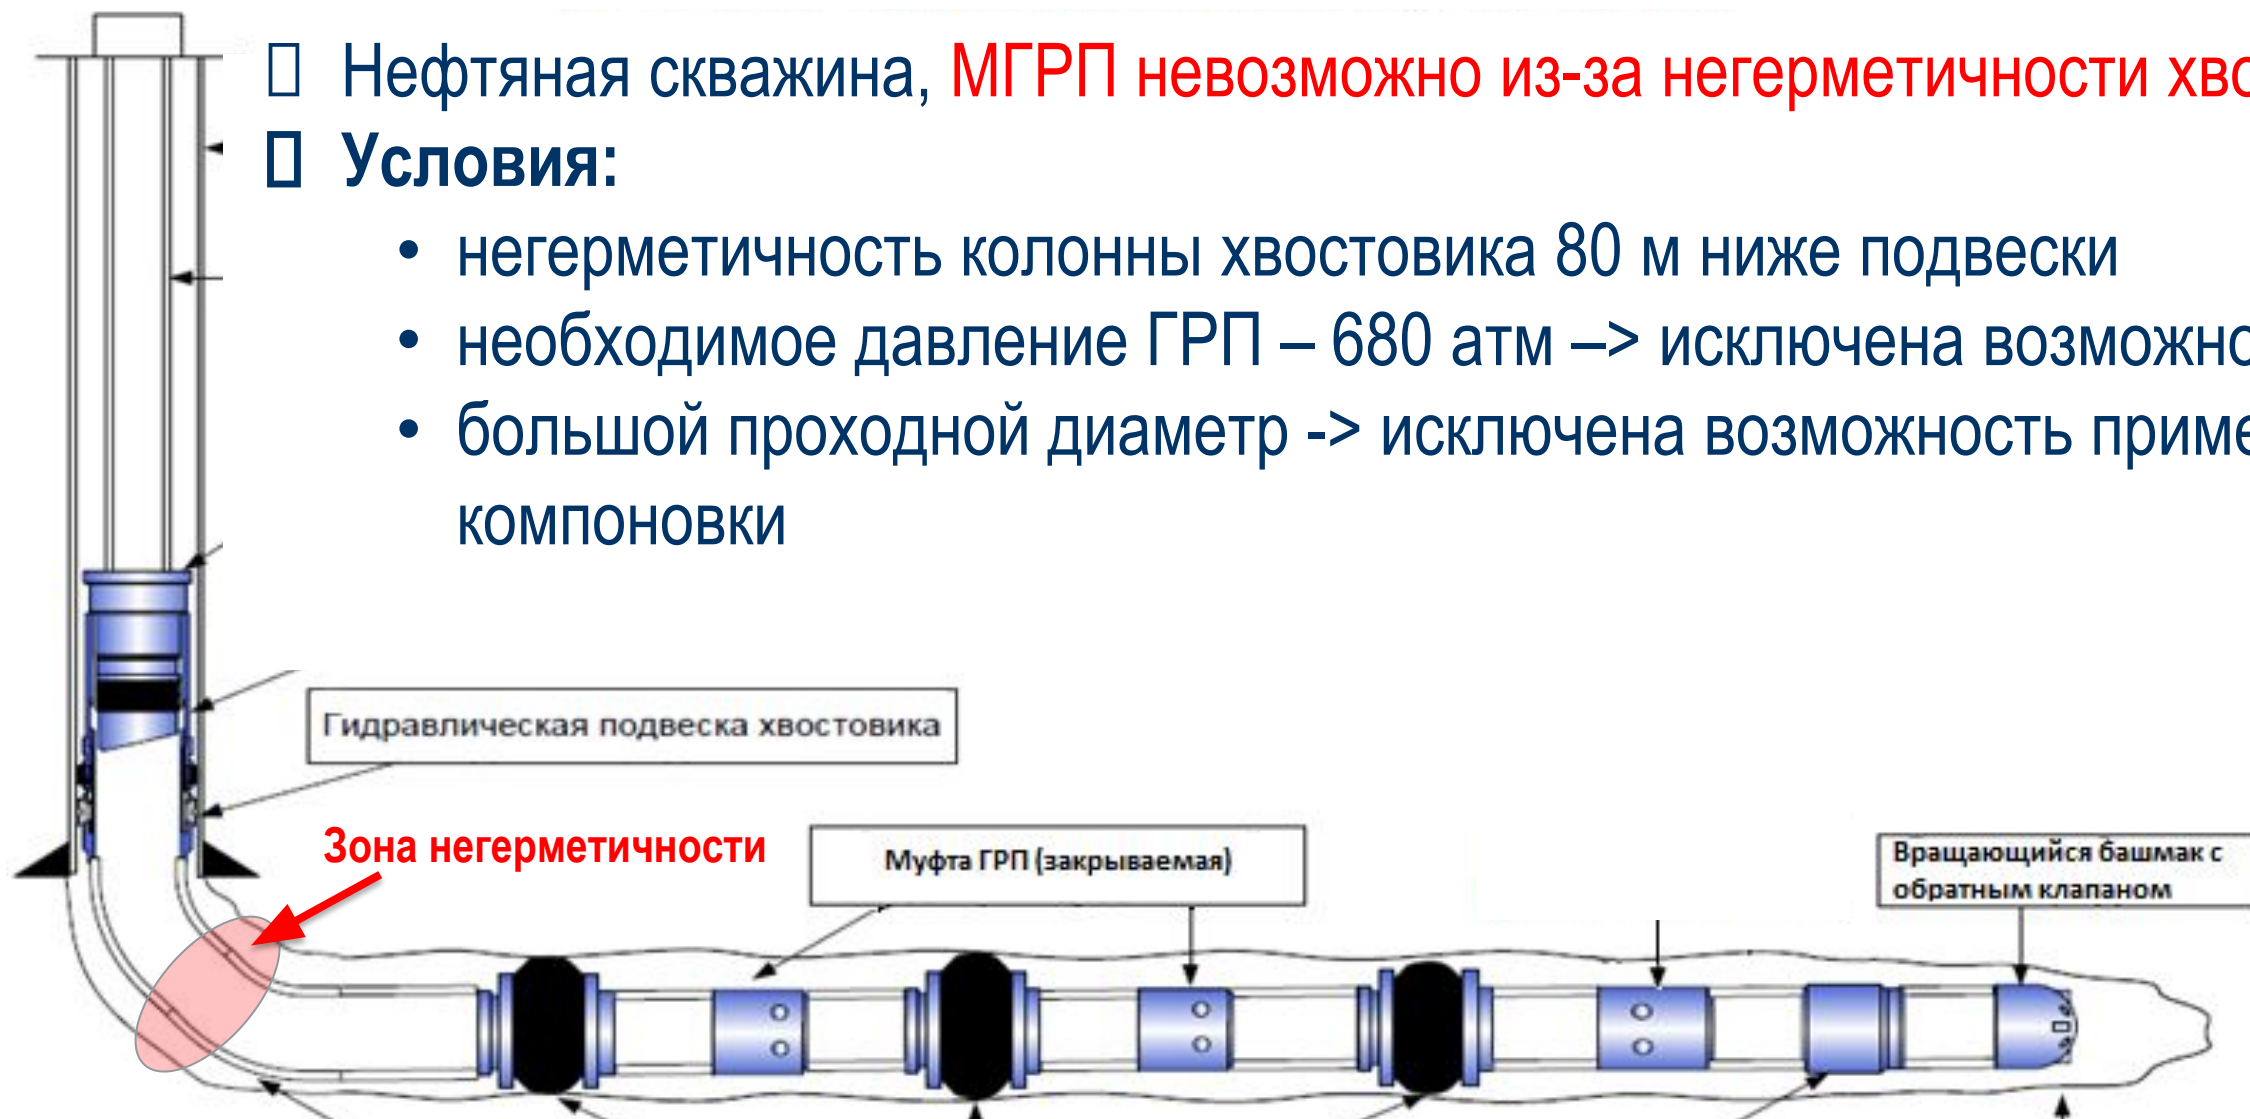 Нефтяная скважина, МГРП невозможно из-за негерметичности
Условия:
• негерметичность колонны хвостовика 80 м ниже подвески
• необходимое давление ГРП – 680 атм –> исключена
• большой проходной диаметр -> исключена возможность
компоновки
Гидравлическая подвеска хвостовика
Зона негерметичности
Муфта ГРП (закрываемая)
Вращающийся башмак с
обратным клапаном